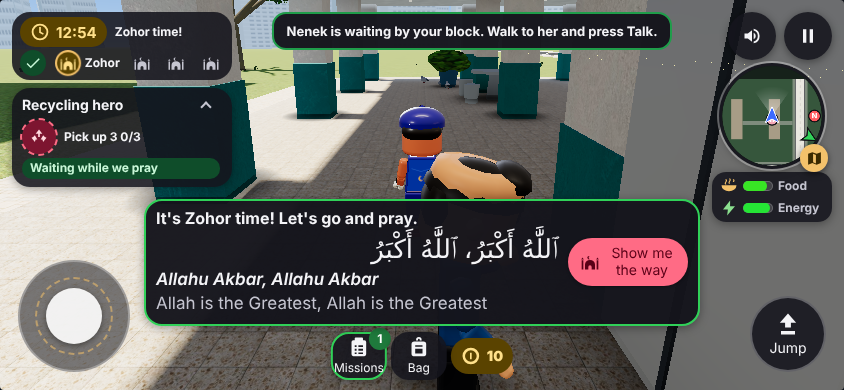 12:54 Zohor time!
Nenek is waiting by your block. Walk to her and press Talk.
Zohor
Recycling hero
Pick up 3 0/3
Waiting while we pray
N
Food
Energy
It's Zohor time! Let's go and pray.
ٱللَّهُ أَكْبَرُ، ٱللَّهُ أَكْبَرُ
Allahu Akbar, Allahu Akbar
Allah is the Greatest, Allah is the Greatest
Show me
the way
Missions 1
Bag
10
Jump